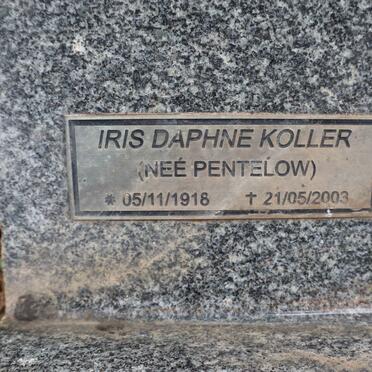 IRIS DAPHNE KOLLER
(NEÉ PENTELOW)
* 05/11/1918 † 21/05/2003